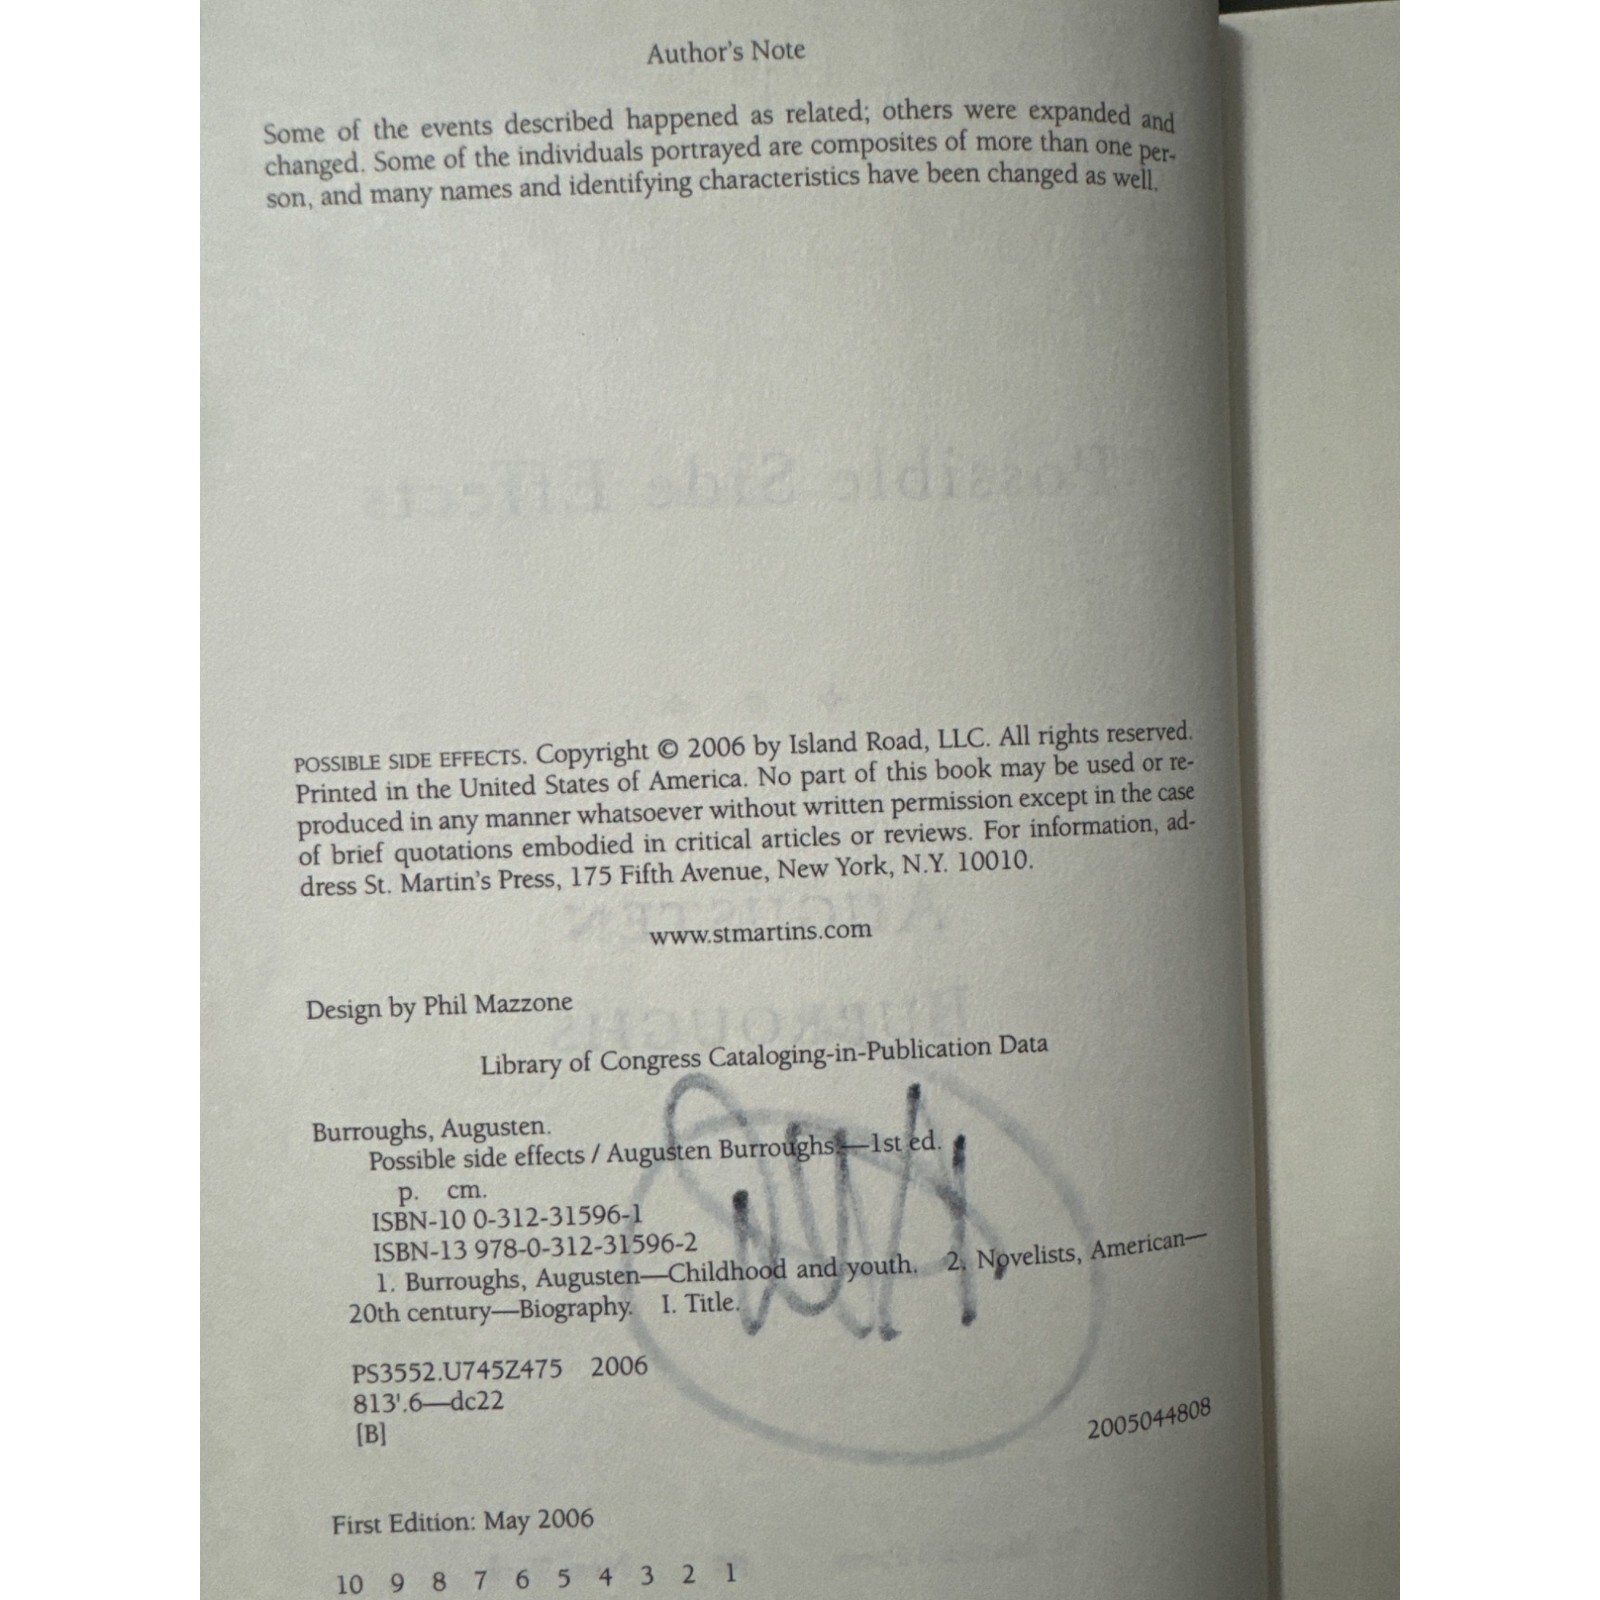 Author's Note
Some of the events described happened as related; others were expanded and
changed. Some of the individuals portrayed are composites of more than one per-
son, and many names and identifying characteristics have been changed as well.
Possible Side Effects
POSSIBLE SIDE EFFECTS. Copyright © 2006 by Island Road, LLC. All rights reserved.
Printed in the United States of America. No part of this book may be used or re-
produced in any manner whatsoever without written permission except in the case
of brief quotations embodied in critical articles or reviews. For information, ad-
dress St. Martin's Press, 175 Fifth Avenue, New York, N.Y. 10010.
AUGUSTEN
www.stmartins.com
Design by Phil Mazzone
BURROUGHS
Library of Congress Cataloging-in-Publication Data
Burroughs, Augusten.
Possible side effects / Augusten Burroughs.—1st ed.
p. cm.
ISBN-10 0-312-31596-1
ISBN-13 978-0-312-31596-2
1. Burroughs, Augusten—Childhood and youth. 2. Novelists, American—
20th century—Biography. I. Title.
PS3552.U745Z475 2006
813'.6—dc22
[B]
2005044808
First Edition: May 2006
10 9 8 7 6 5 4 3 2 1